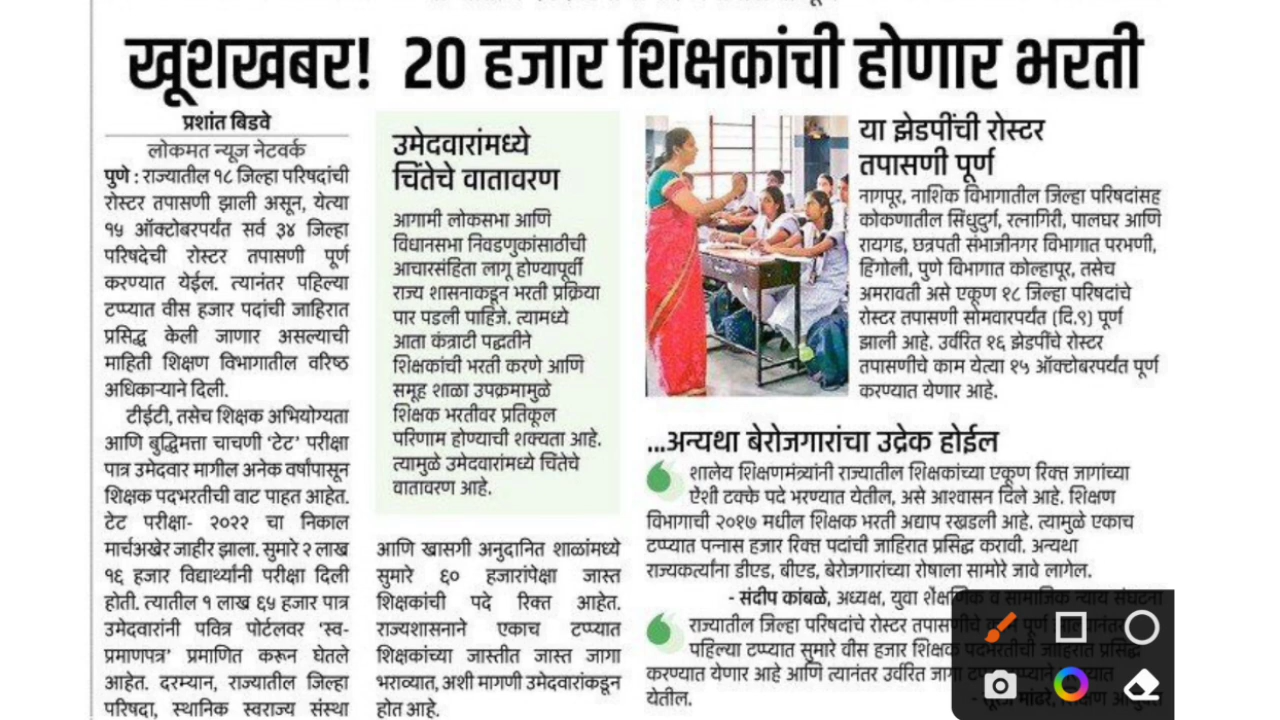 खूशखबर! 20 हजार शिक्षकांची होणार भरती
प्रशांत बिडवे
लोकमत न्यूज नेटवर्क
पुणे : राज्यातील १८ जिल्हा परिषदांची
रोस्टर तपासणी झाली असून, येत्या
१५ ऑक्टोबरपर्यंत सर्व ३४ जिल्हा
परिषदेची रोस्टर तपासणी पूर्ण
करण्यात येईल. त्यानंतर पहिल्या
टप्प्यात वीस हजार पदांची जाहिरात
प्रसिद्ध केली जाणार असल्याची
माहिती शिक्षण विभागातील वरिष्ठ
अधिकाऱ्याने दिली.
टीईटी, तसेच शिक्षक अभियोग्यता
आणि बुद्धिमत्ता चाचणी 'टेट' परीक्षा
पात्र उमेदवार मागील अनेक वर्षांपासून
शिक्षक पदभरतीची वाट पाहत आहेत.
टेट परीक्षा- २०२२ चा निकाल
मार्चअखेर जाहीर झाला. सुमारे २ लाख
१६ हजार विद्यार्थ्यांनी परीक्षा दिली
होती. त्यातील १ लाख ६५ हजार पात्र
उमेदवारांनी पवित्र पोर्टलवर 'स्व-
प्रमाणपत्र' प्रमाणित करून घेतले
आहेत. दरम्यान, राज्यातील जिल्हा
परिषदा, स्थानिक स्वराज्य संस्था
उमेदवारांमध्ये
चिंतेचे वातावरण
आगामी लोकसभा आणि
विधानसभा निवडणुकांसाठीची
आचारसंहिता लागू होण्यापूर्वी
राज्य शासनाकडून भरती प्रक्रिया
पार पडली पाहिजे. त्यामध्ये
आता कंत्राटी पद्धतीने
शिक्षकांची भरती करणे आणि
समूह शाळा उपक्रमामुळे
शिक्षक भरतीवर प्रतिकूल
परिणाम होण्याची शक्यता आहे.
त्यामुळे उमेदवारांमध्ये चिंतेचे
वातावरण आहे.
आणि खासगी अनुदानित शाळांमध्ये
सुमारे ६० हजारांपेक्षा जास्त
शिक्षकांची पदे रिक्त आहेत.
राज्यशासनाने एकाच टप्प्यात
शिक्षकांच्या जास्तीत जास्त जागा
भराव्यात, अशी मागणी उमेदवारांकडून
होत आहे.
या झेडपींची रोस्टर
तपासणी पूर्ण
नागपूर, नाशिक विभागातील जिल्हा परिषदांसह
कोकणातील सिंधुदुर्ग, रत्नागिरी, पालघर आणि
रायगड, छत्रपती संभाजीनगर विभागात परभणी,
हिंगोली, पुणे विभागात कोल्हापूर, तसेच
अमरावती असे एकूण १८ जिल्हा परिषदांचे
रोस्टर तपासणी सोमवारपर्यंत (दि.९) पूर्ण
झाली आहे. उर्वरित १६ झेडपींचे रोस्टर
तपासणीचे काम येत्या १५ ऑक्टोबरपर्यंत पूर्ण
करण्यात येणार आहे.
...अन्यथा बेरोजगारांचा उद्रेक होईल
शालेय शिक्षणमंत्र्यांनी राज्यातील शिक्षकांच्या एकूण रिक्त जागांच्या
ऐंशी टक्के पदे भरण्यात येतील, असे आश्वासन दिले आहे. शिक्षण
विभागाची २०१७ मधील शिक्षक भरती अद्याप रखडली आहे. त्यामुळे एकाच
टप्प्यात पन्नास हजार रिक्त पदांची जाहिरात प्रसिद्ध करावी. अन्यथा
राज्यकर्त्यांना डीएड, बीएड, बेरोजगारांच्या रोषाला सामोरे जावे लागेल.
- संदीप कांबळे, अध्यक्ष, युवा शैक्षणिक व सामाजिक न्याय संघटना
राज्यातील जिल्हा परिषदांचे रोस्टर तपासणीचे काम पूर्ण
पहिल्या टप्प्यात सुमारे वीस हजार शिक्षक पदभरतीची जाहिरात प्रसिद्ध
करण्यात येणार आहे आणि त्यानंतर उर्वरित जागा
येतील. मांढरे, शिक्षण